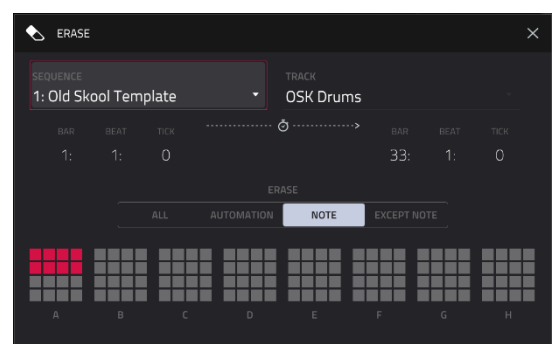 ERASE
SEQUENCE TRACK
1: Old Skool Template OSK Drums
BAR BEAT TICK BAR BEAT TICK
1: 1: 0 33: 1: 0
ERASE
ALL AUTOMATION NOTE EXCEPT NOTE
A B C D E F G H